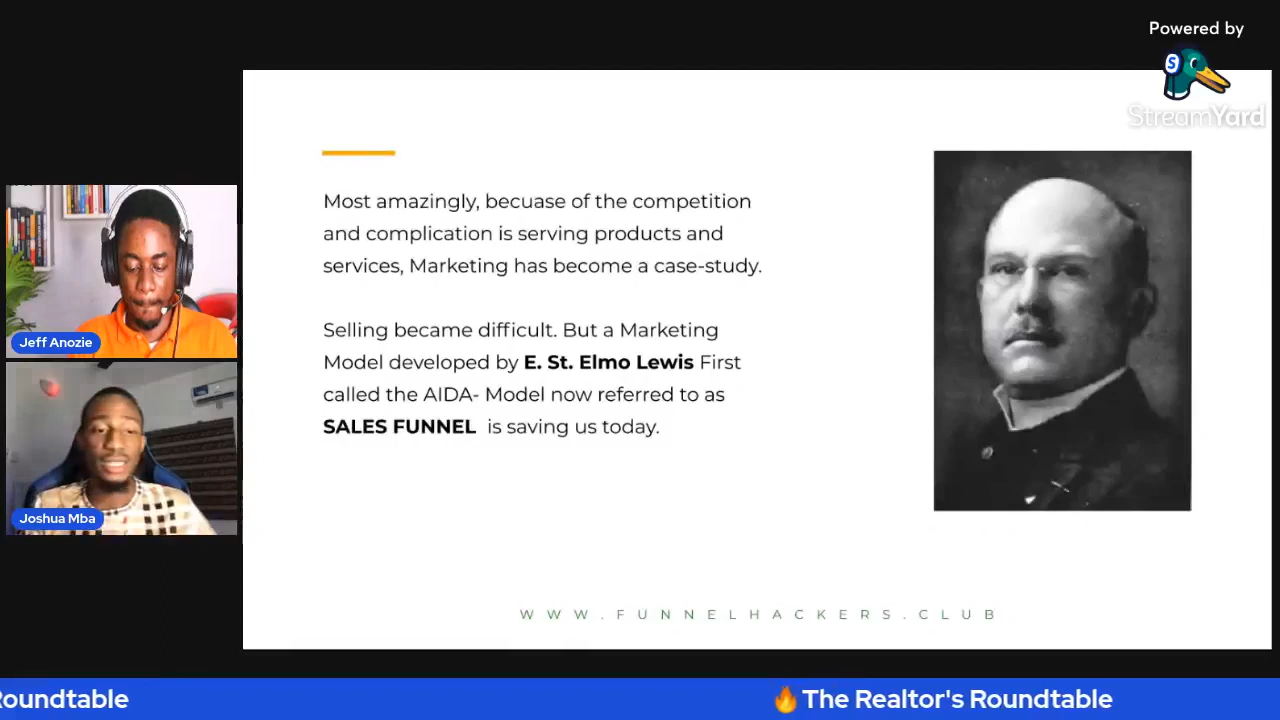 Powered by
StreamYard
Most amazingly, becuase of the competition
and complication is serving products and
services, Marketing has become a case-study.
Selling became difficult. But a Marketing
Model developed by E. St. Elmo Lewis First
called the AIDA- Model now referred to as
SALES FUNNEL is saving us today.
Jeff Anozie
Joshua Mba
WWW.FUNNELHACKERS.CLUB
Roundtable
🔥The Realtor's Roundtable